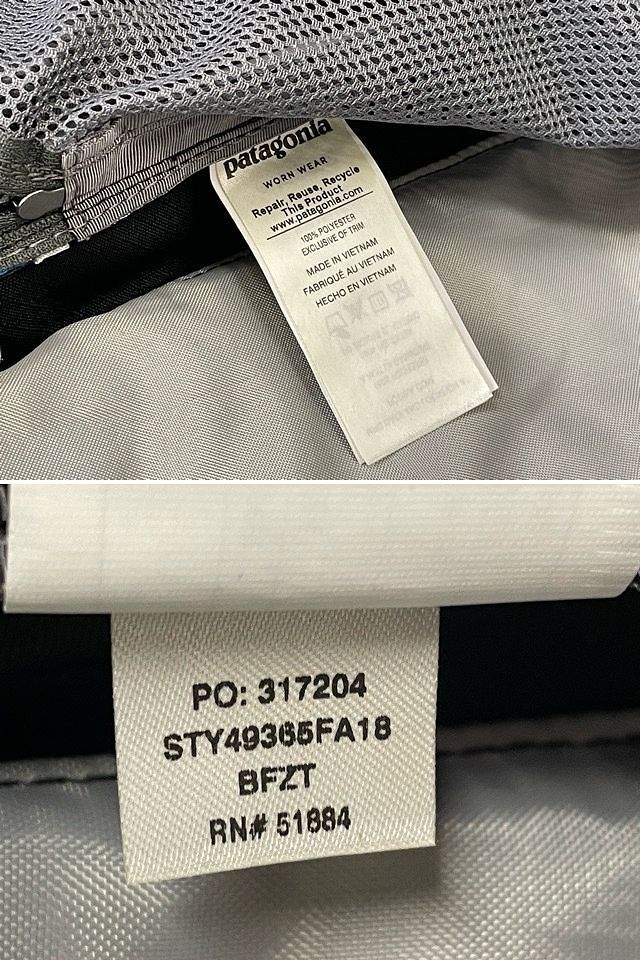 patagonia
WORN WEAR
Repair, Reuse, Recycle
This Product
www.patagonia.com
100% POLYESTER
EXCLUSIVE OF TRIM
MADE IN VIETNAM
FABRIQUÉ AU VIETNAM
HECHO EN VIETNAM
PO: 317204
STY49365FA18
BFZT
RN# 51884